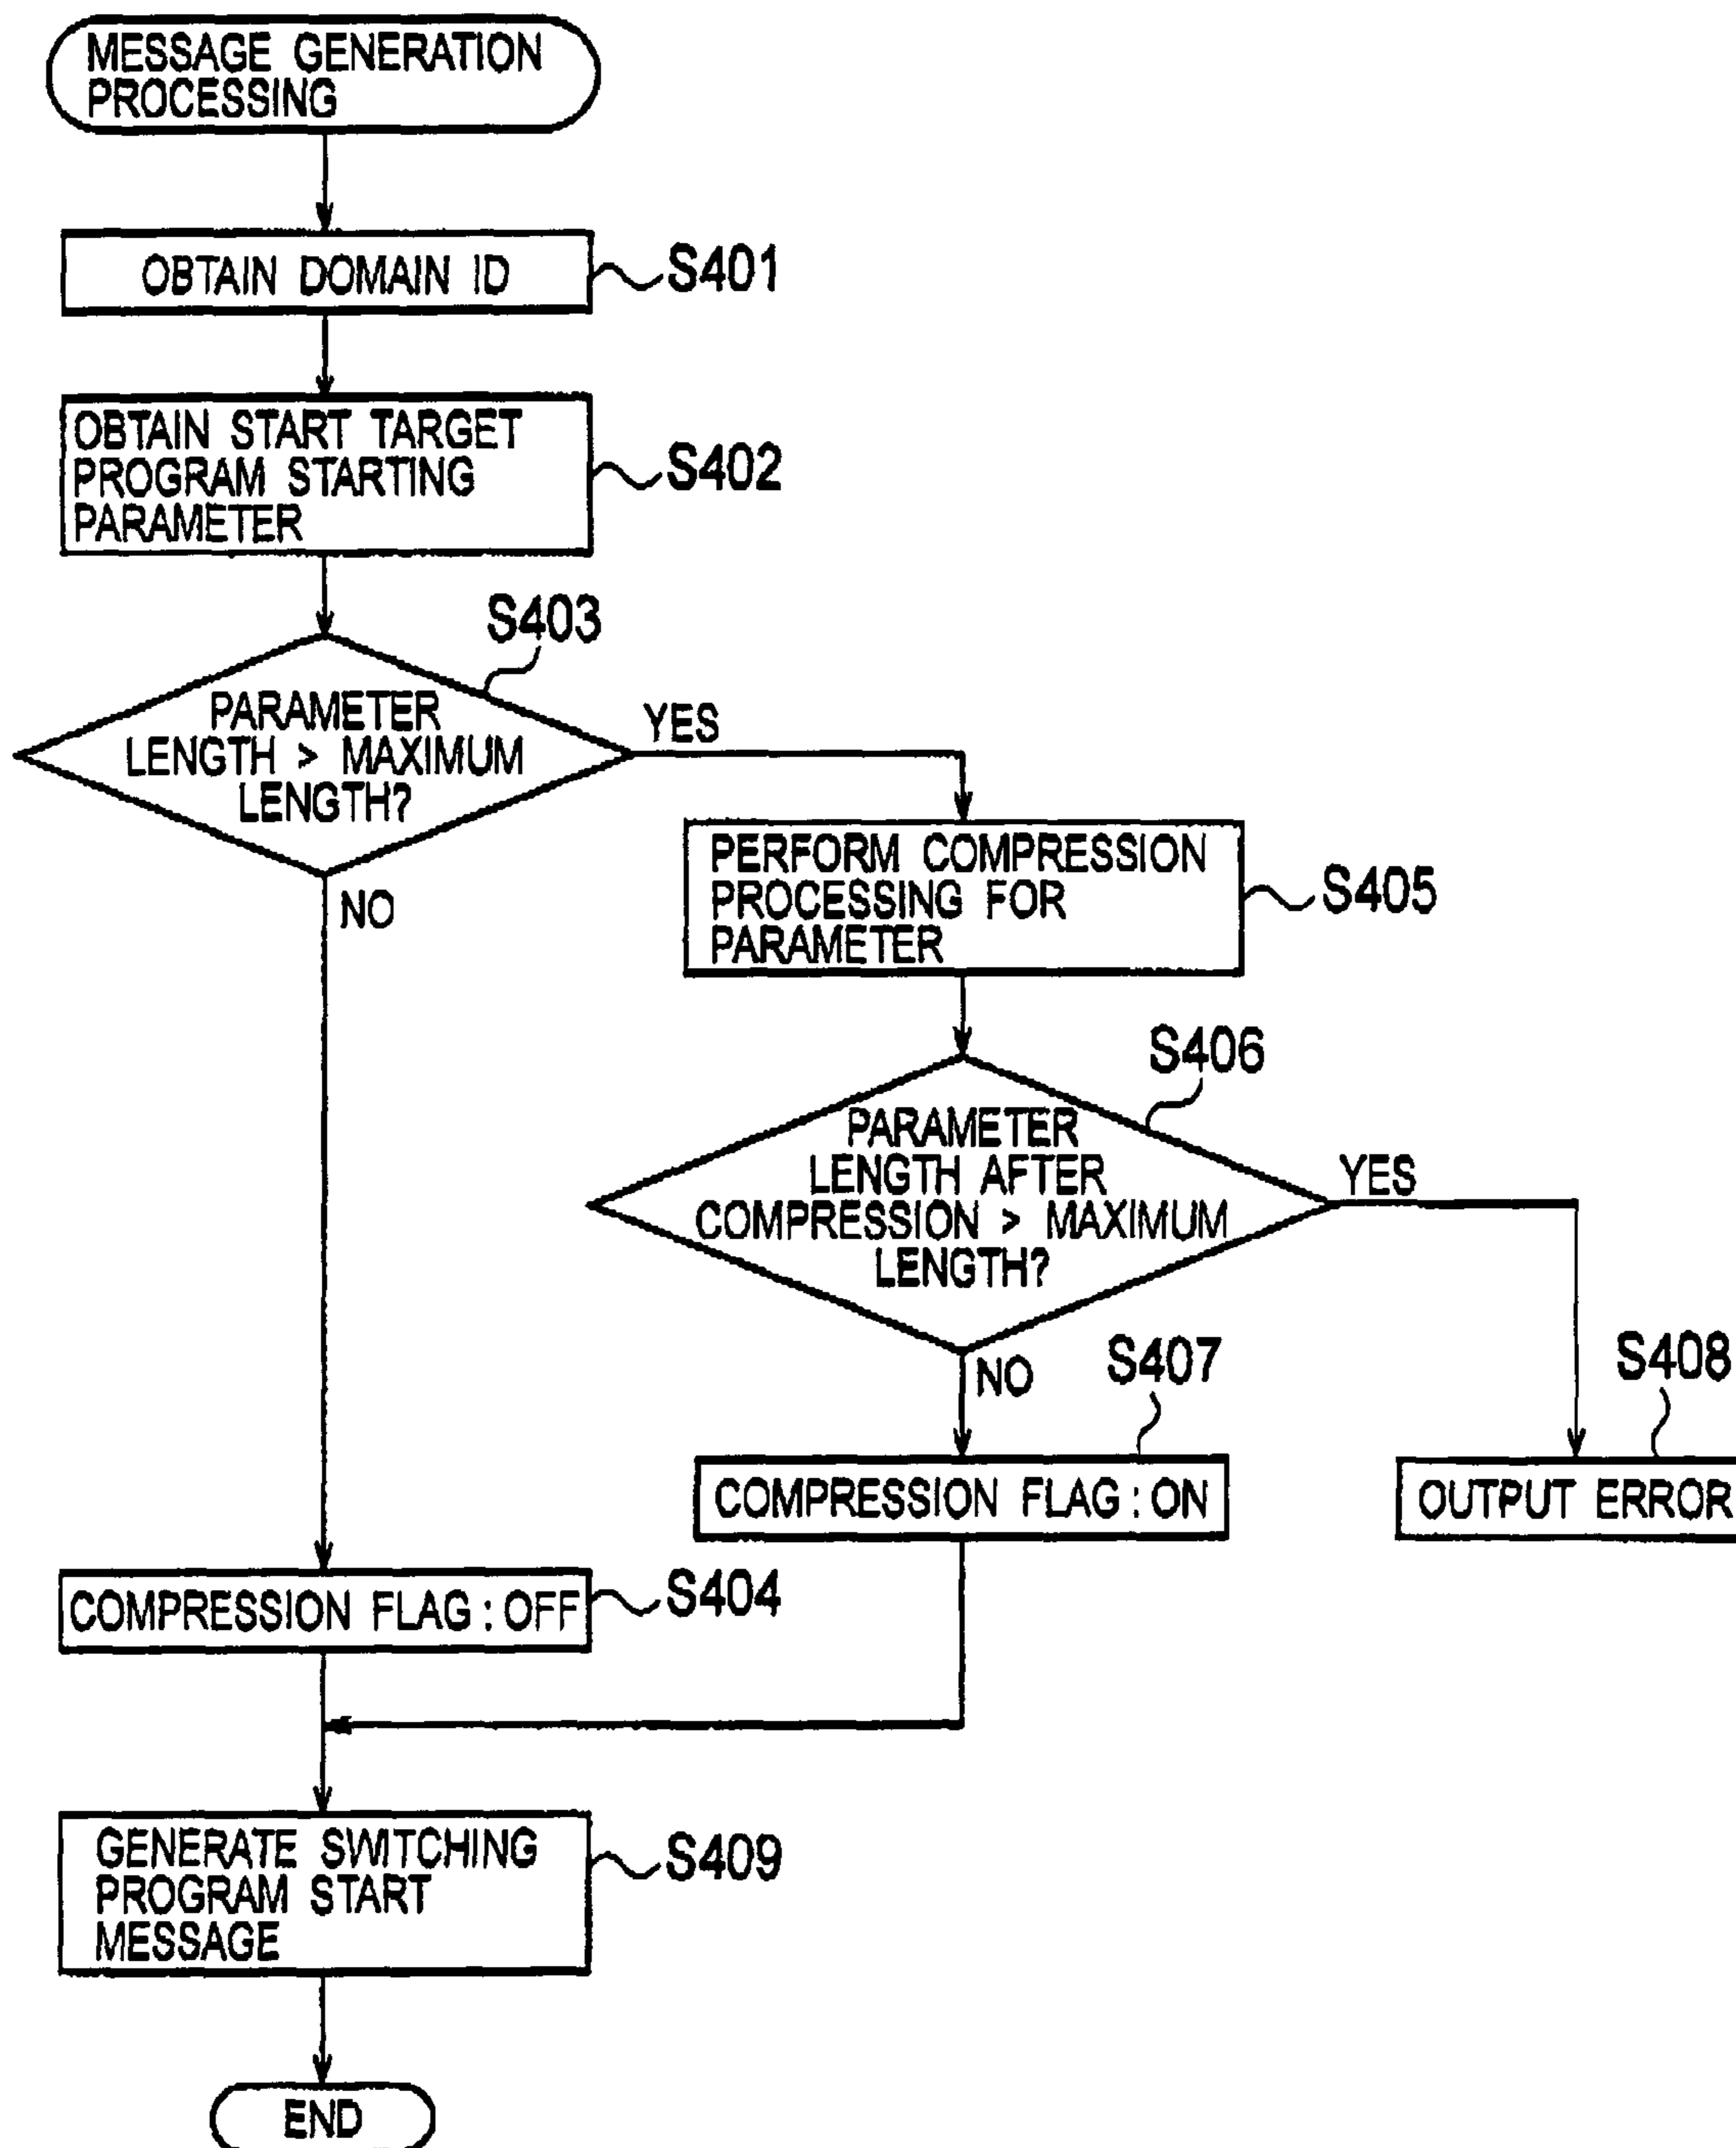 MESSAGE GENERATION
PROCESSING
OBTAIN DOMAIN ID
S401
OBTAIN START TARGET
PROGRAM STARTING
PARAMETER
S402
S403
PARAMETER
LENGTH > MAXIMUM
LENGTH?
YES
NO
PERFORM COMPRESSION
PROCESSING FOR
PARAMETER
S405
S406
PARAMETER
LENGTH AFTER
COMPRESSION > MAXIMUM
LENGTH?
YES
NO
S407
S408
COMPRESSION FLAG : ON
OUTPUT ERROR
COMPRESSION FLAG : OFF
S404
GENERATE SWITCHING
PROGRAM START
MESSAGE
S409
END